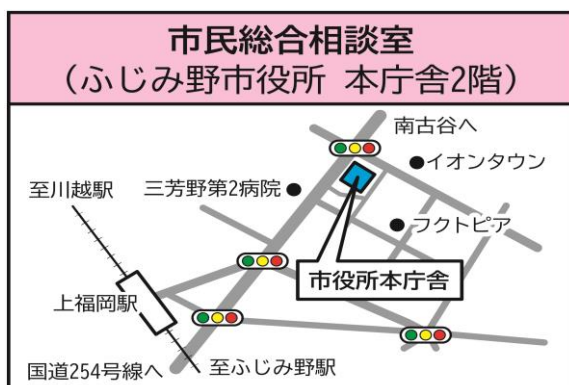 市民総合相談室
（ふじみ野市役所 本庁舎2階）
南古谷へ
イオンタウン
三芳野第2病院
至川越駅
フクトピア
市役所本庁舎
上福岡駅
国道254号線へ
至ふじみ野駅